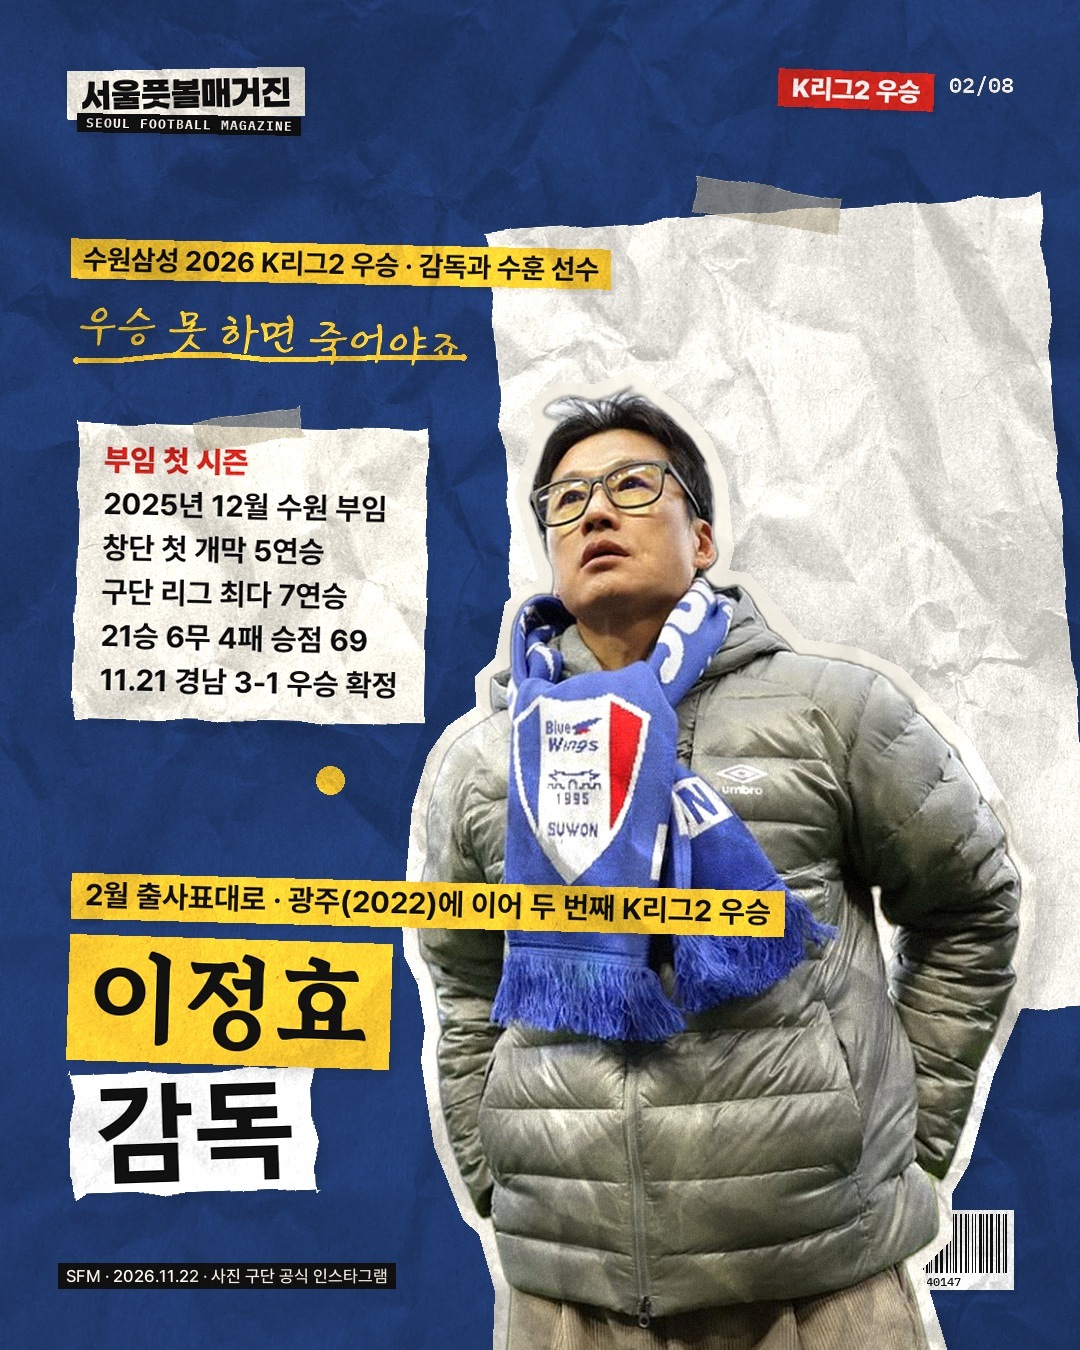 서울풋볼매거진
SEOUL FOOTBALL MAGAZINE
K리그2 우승
02/08
수원삼성 2026 K리그2 우승 · 감독과 수훈 선수
우승 못 하면 죽어야죠
부임 첫 시즌
2025년 12월 수원 부임
창단 첫 개막 5연승
구단 리그 최다 7연승
21승 6무 4패 승점 69
11.21 경남 3-1 우승 확정
Blue
Wings
1995
SUWON
umbro
2월 출사표대로 · 광주(2022)에 이어 두 번째 K리그2 우승
이정효
감독
SFM · 2026.11.22 · 사진 구단 공식 인스타그램
40147